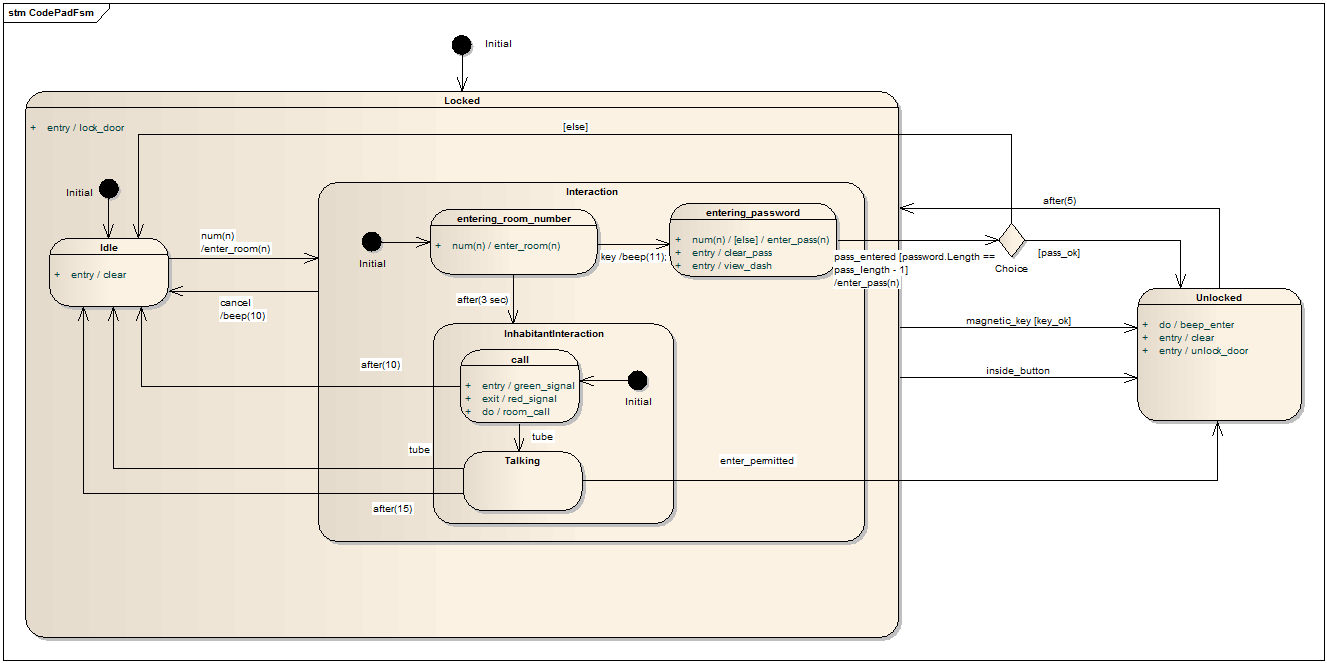 stm CodePadFsm
Initial
Locked
+ entry / lock_door
[else]
Initial
Interaction
after(5)
entering_room_number
+ num(n) / enter_room(n)
entering_password
+ num(n) / [else] / enter_pass(n)
+ entry / clear_pass
+ entry / view_dash
Idle
+ entry / clear
num(n)
/enter_room(n)
Initial
key /beep(11);
pass_entered [password.Length ==
pass_length - 1]
/enter_pass(n)
Choice
[pass_ok]
cancel
/beep(10)
after(3 sec)
Unlocked
+ do / beep_enter
+ entry / clear
+ entry / unlock_door
magnetic_key [key_ok]
inside_button
InhabitantInteraction
call
+ entry / green_signal
+ exit / red_signal
+ do / room_call
Initial
after(10)
tube
tube
Talking
enter_permitted
after(15)